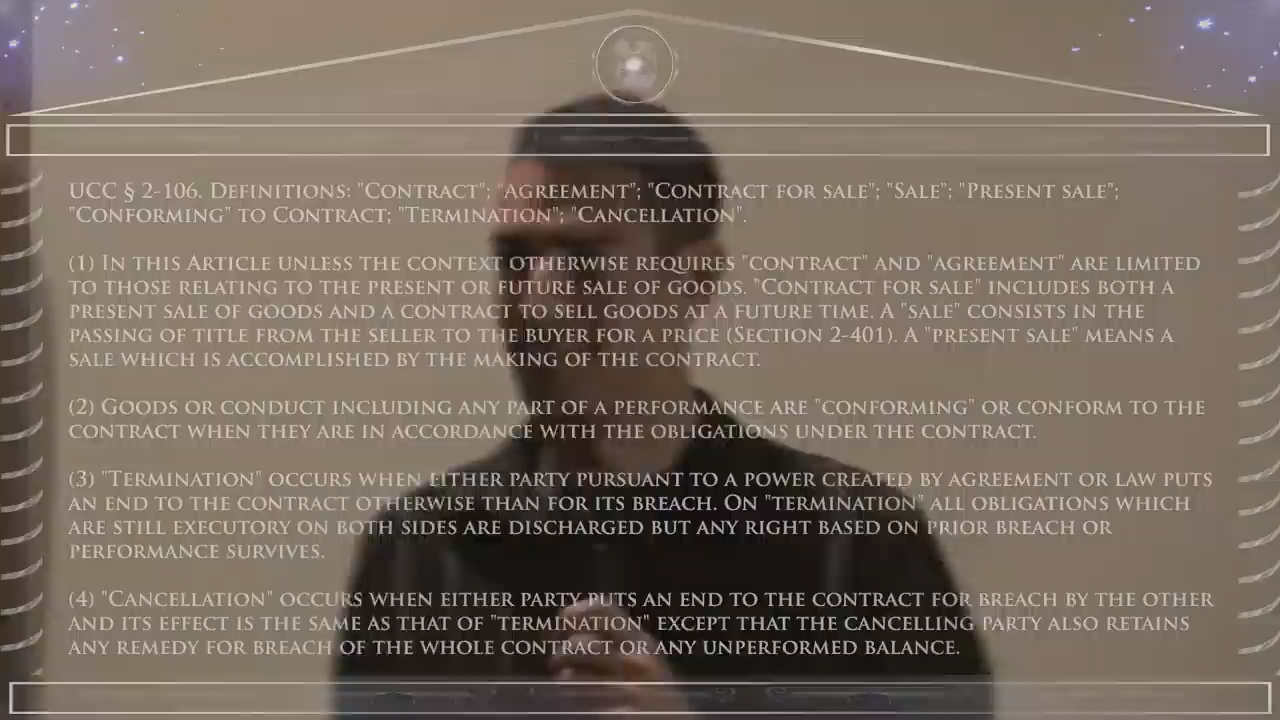 UCC § 2-106. Definitions: "Contract"; "Agreement"; "Contract for sale"; "Sale"; "Present sale";
"Conforming" to Contract; "Termination"; "Cancellation".
(1) In this Article unless the context otherwise requires "contract" and "agreement" are limited
to those relating to the present or future sale of goods. "Contract for sale" includes both a
present sale of goods and a contract to sell goods at a future time. A "sale" consists in the
passing of title from the seller to the buyer for a price (Section 2-401). A "present sale" means a
sale which is accomplished by the making of the contract.
(2) Goods or conduct including any part of a performance are "conforming" or conform to the
contract when they are in accordance with the obligations under the contract.
(3) "Termination" occurs when either party pursuant to a power created by agreement or law puts
an end to the contract otherwise than for its breach. On "termination" all obligations which
are still executory on both sides are discharged but any right based on prior breach or
performance survives.
(4) "Cancellation" occurs when either party puts an end to the contract for breach by the other
and its effect is the same as that of "termination" except that the cancelling party also retains
any remedy for breach of the whole contract or any unperformed balance.